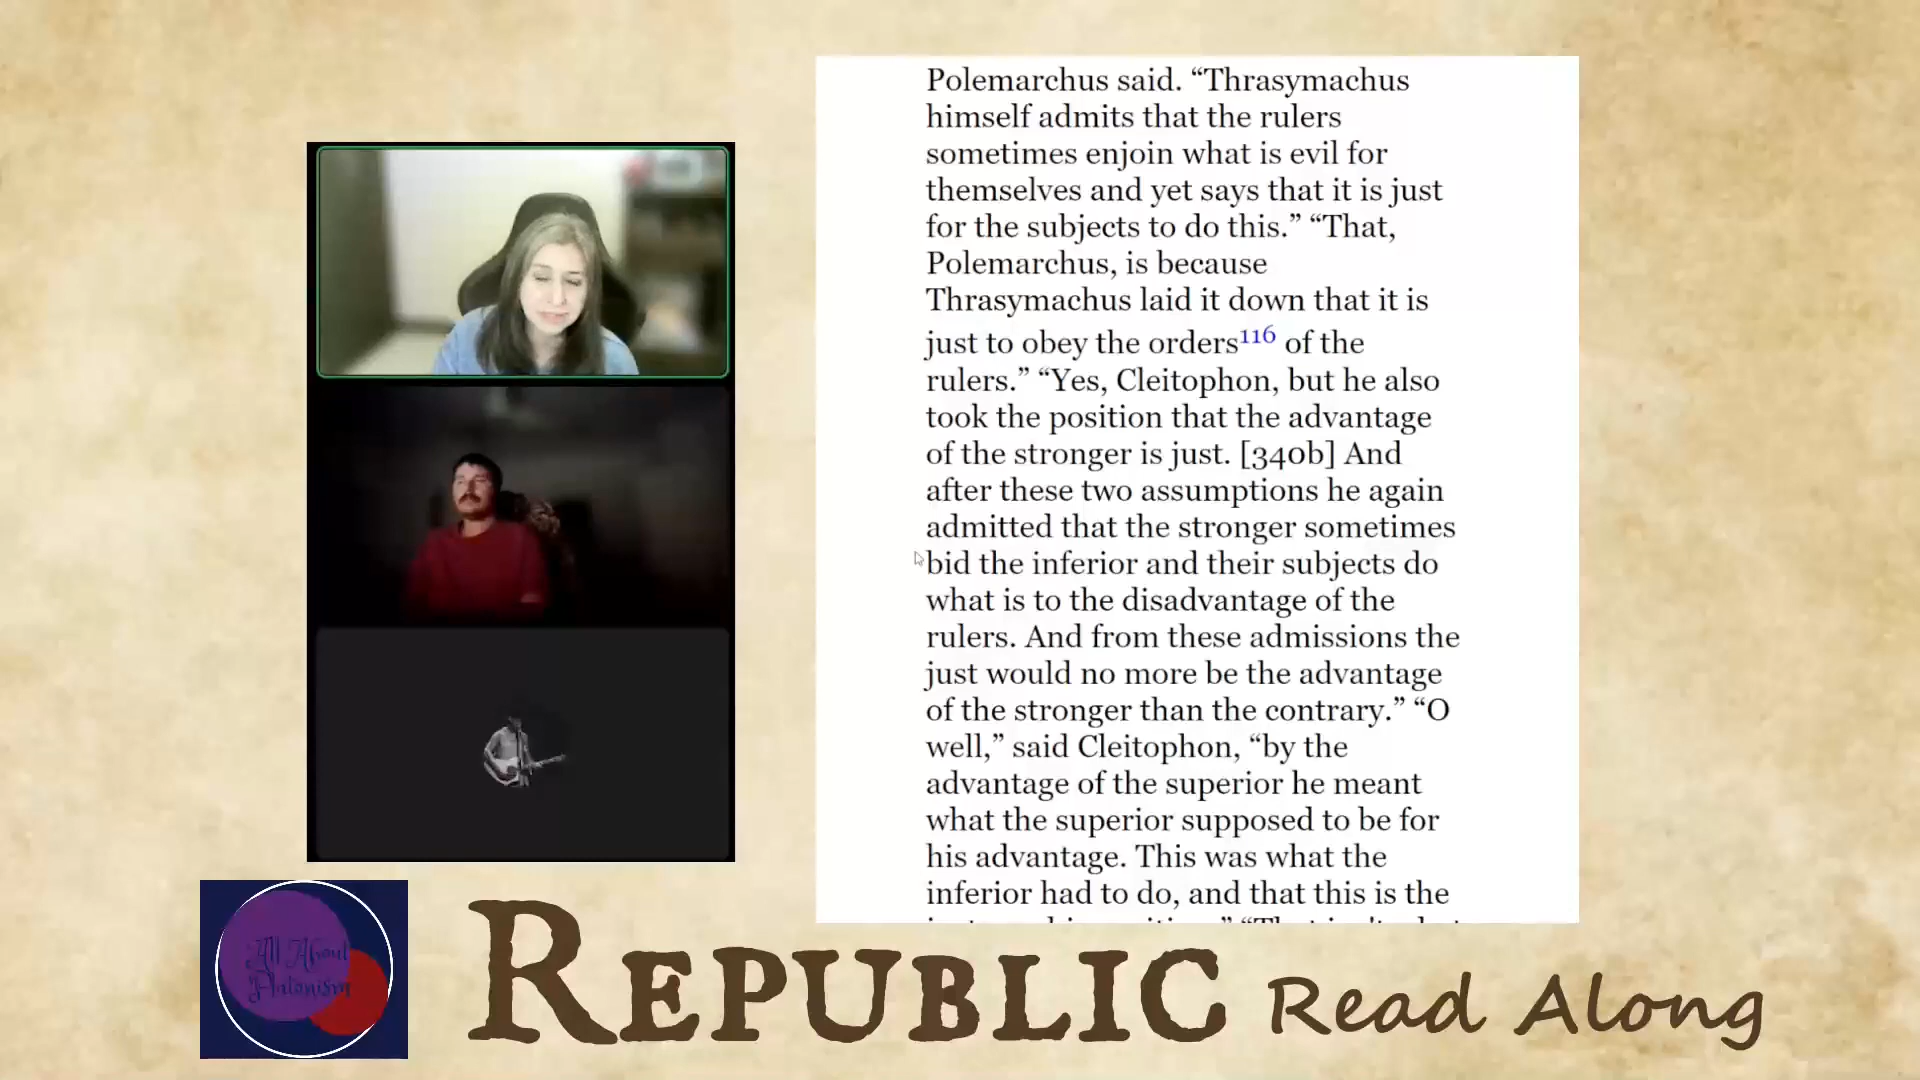 Polemarchus said. “Thrasymachus
himself admits that the rulers
sometimes enjoin what is evil for
themselves and yet says that it is just
for the subjects to do this.” “That,
Polemarchus, is because
Thrasymachus laid it down that it is
just to obey the orders116 of the
rulers.” “Yes, Cleitophon, but he also
took the position that the advantage
of the stronger is just. [340b] And
after these two assumptions he again
admitted that the stronger sometimes
bid the inferior and their subjects do
what is to the disadvantage of the
rulers. And from these admissions the
just would no more be the advantage
of the stronger than the contrary.” “O
well,” said Cleitophon, “by the
advantage of the superior he meant
what the superior supposed to be for
his advantage. This was what the
inferior had to do, and that this is the
All About
Platonism
REPUBLIC Read Along